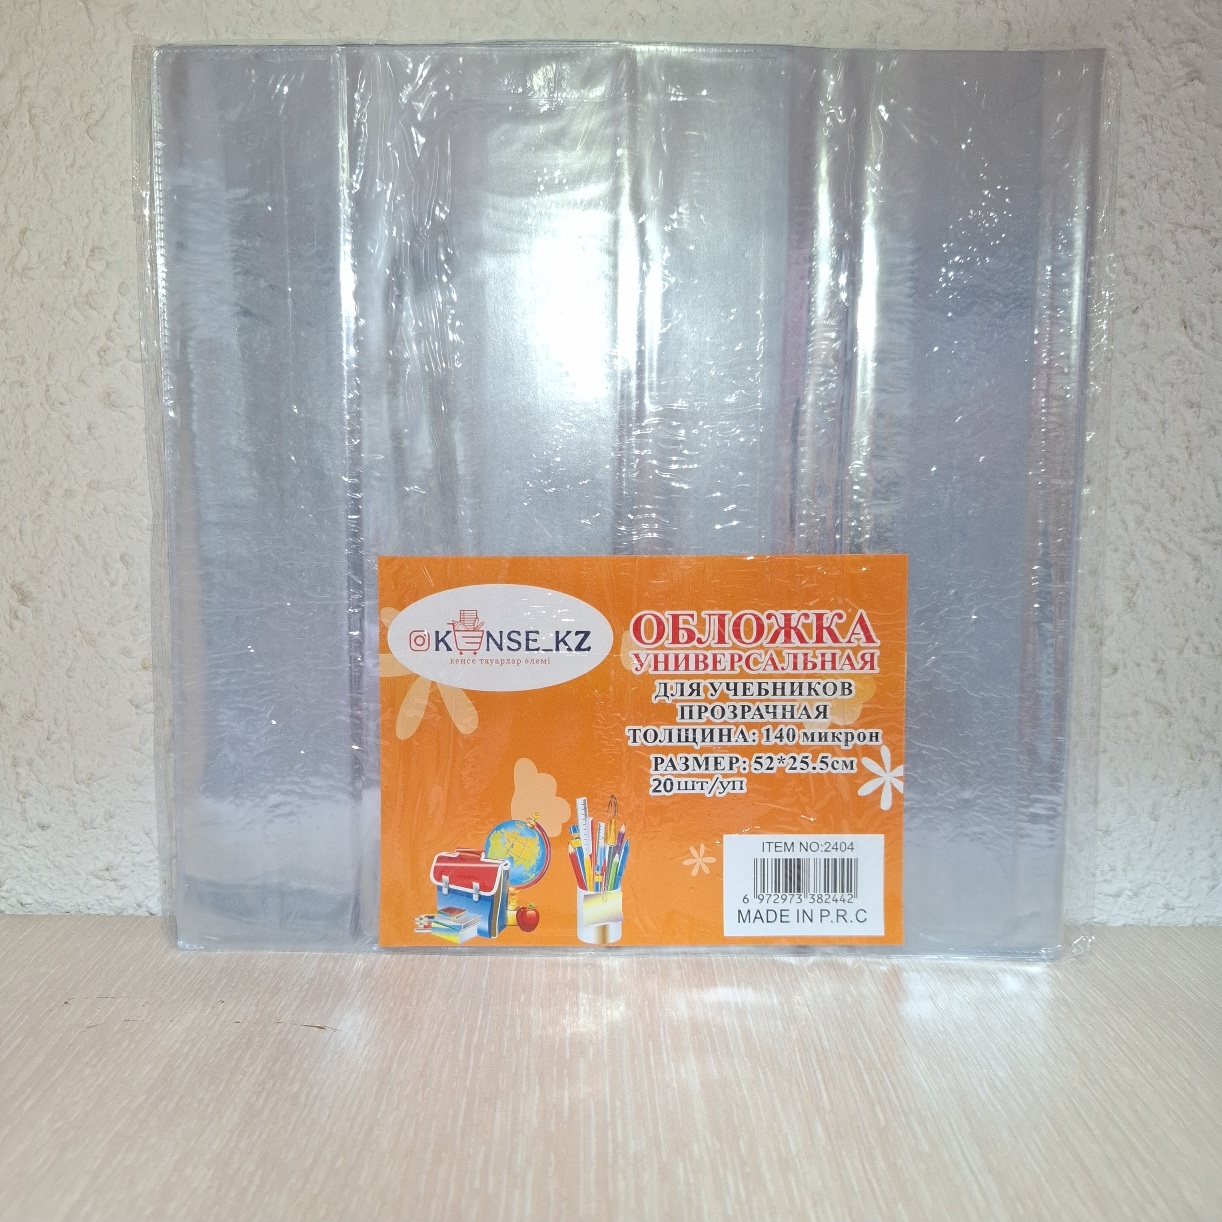 KENSE_KZ
кеңсе тауарлар әлемі
ОБЛОЖКА
УНИВЕРСАЛЬНАЯ
ДЛЯ УЧЕБНИКОВ
ПРОЗРАЧНАЯ
ТОЛЩИНА: 140 микрон
РАЗМЕР: 52*25.5см
20шт/уп
ITEM NO:2404
6 972973 382442
MADE IN P.R.C